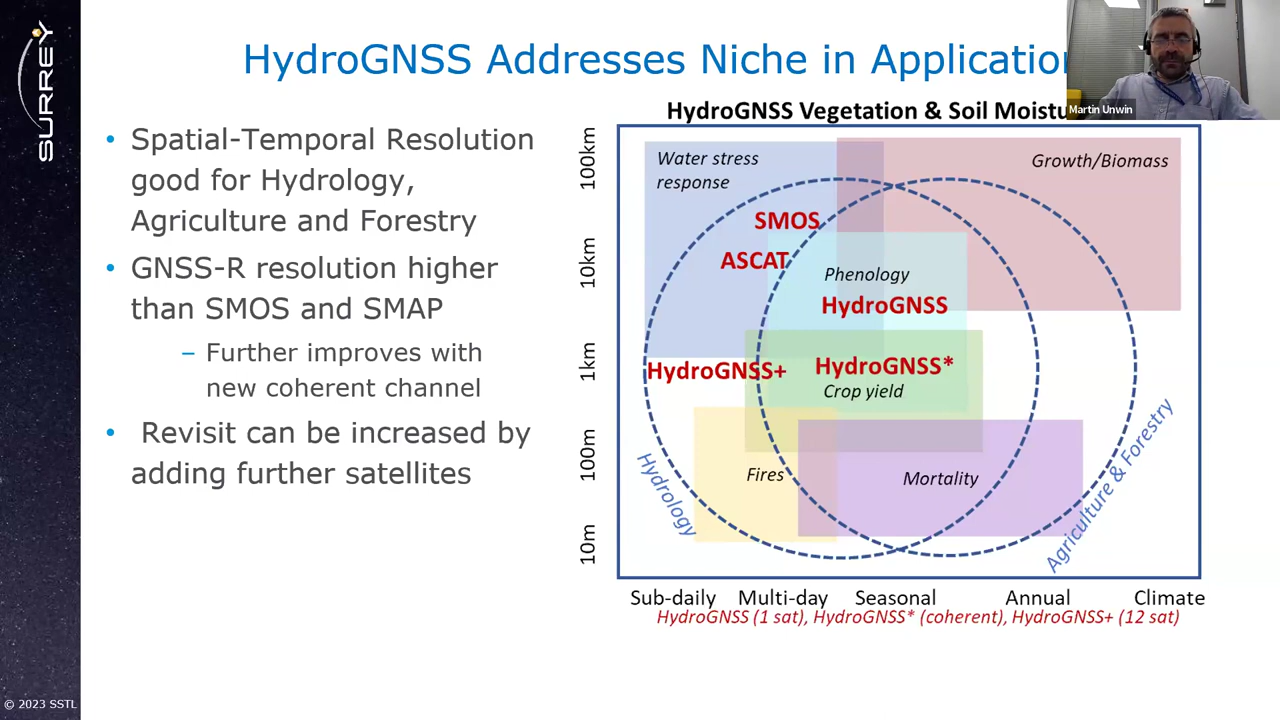 SURREY
HydroGNSS Addresses Niche in Application
Martin Unwin
• Spatial-Temporal Resolution
good for Hydrology,
Agriculture and Forestry
• GNSS-R resolution higher
than SMOS and SMAP
– Further improves with
new coherent channel
• Revisit can be increased by
adding further satellites
HydroGNSS Vegetation & Soil Moistu
100km
10km
1km
100m
10m
Water stress
response
Growth/Biomass
SMOS
ASCAT
Phenology
HydroGNSS
HydroGNSS+
HydroGNSS*
Crop yield
Fires
Mortality
Hydrology
Agriculture & Forestry
Sub-daily Multi-day Seasonal Annual Climate
HydroGNSS (1 sat), HydroGNSS* (coherent), HydroGNSS+ (12 sat)
© 2023 SSTL